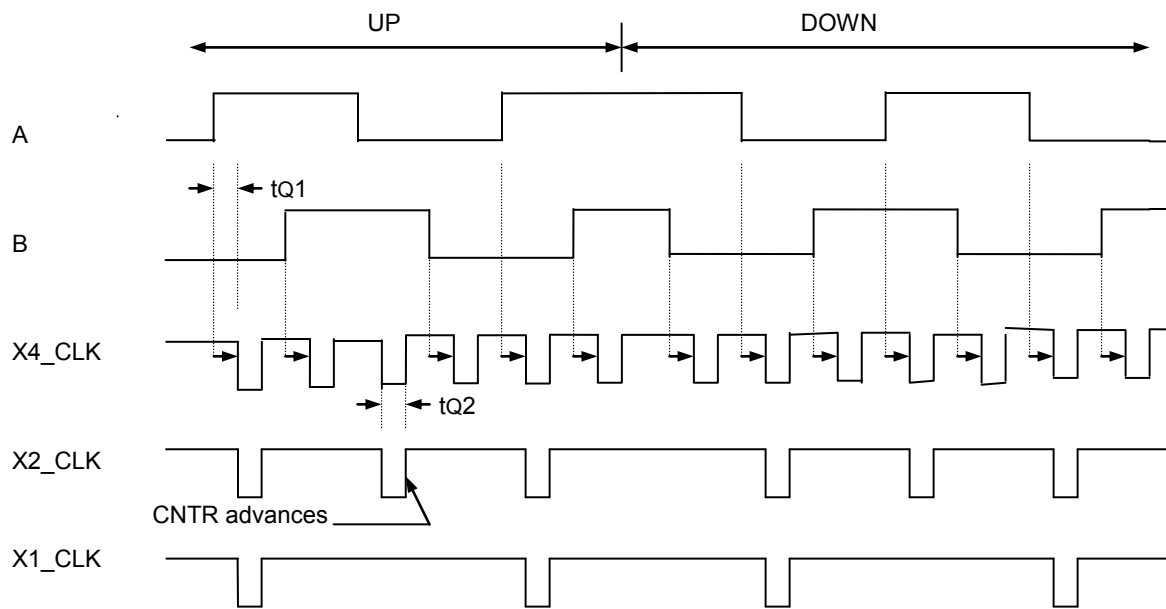 UP
DOWN
A
tQ1
B
X4_CLK
tQ2
X2_CLK
CNTR advances
X1_CLK